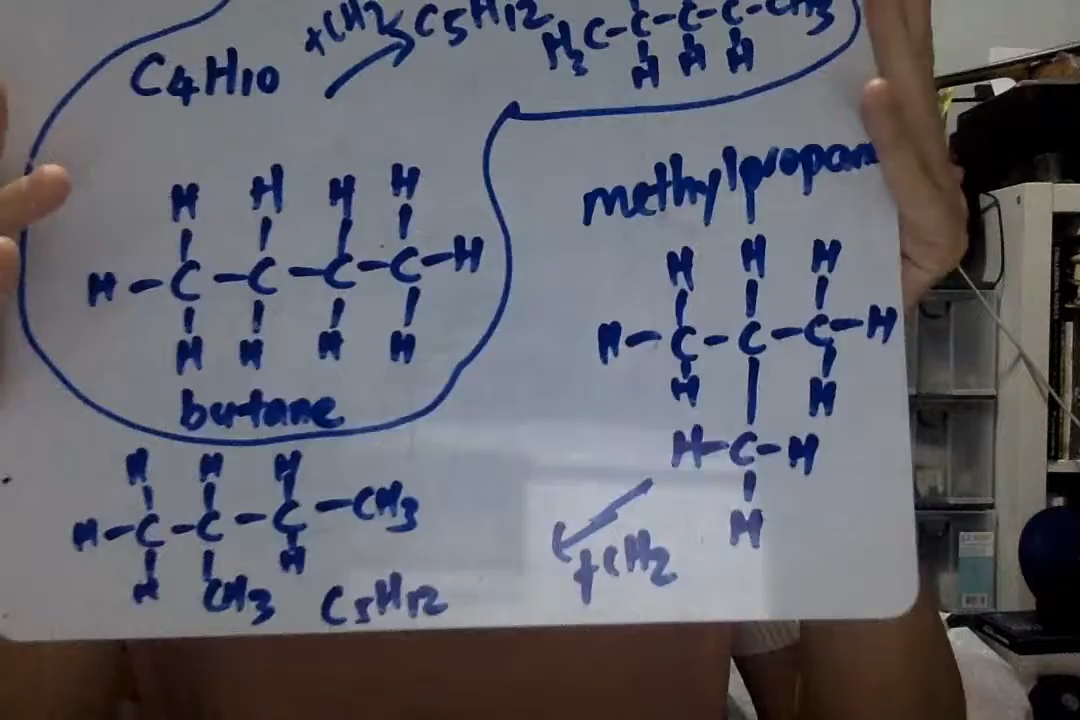 C4H10 +CH2 C5H12 H3C-C-C-C-CH3
H H H
methylpropane
H H H H
H-C-C-C-C-H
H H H H
butane
H H H
H-C-C-C-H
H H
H-C-H
H
+CH2
H H H
H-C-C-C-CH3
H CH3 H
C5H12